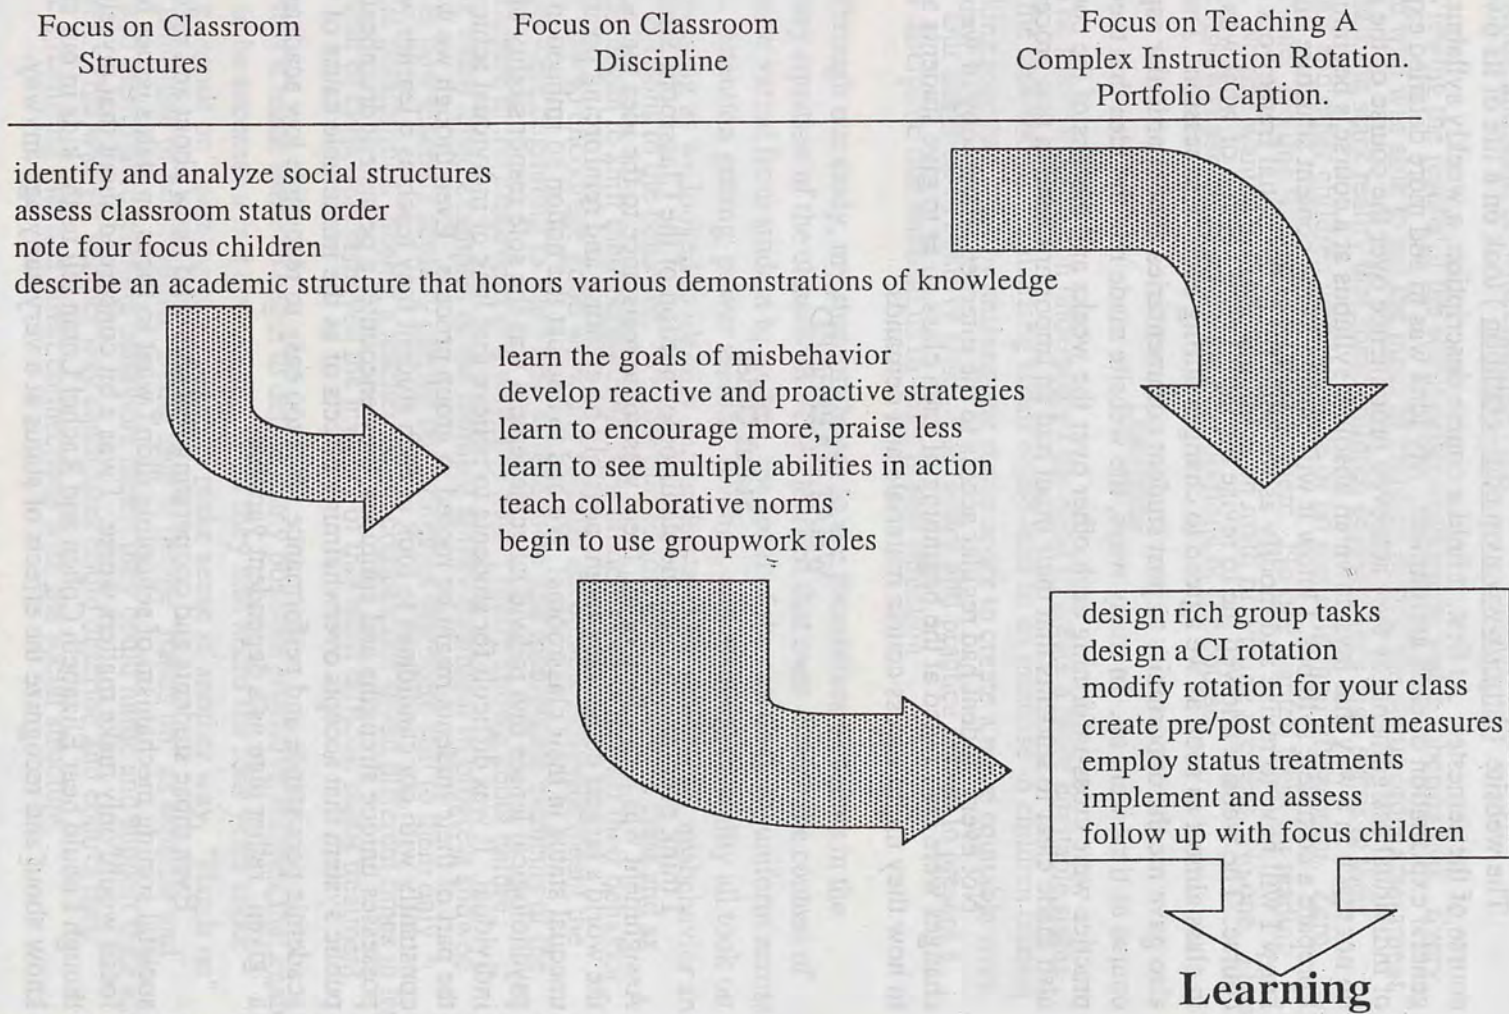 Focus on Classroom
Structures
Focus on Classroom
Discipline
Focus on Teaching A
Complex Instruction Rotation.
Portfolio Caption.
identify and analyze social structures
assess classroom status order
note four focus children
describe an academic structure that honors various demonstrations of knowledge
learn the goals of misbehavior
develop reactive and proactive strategies
learn to encourage more, praise less
learn to see multiple abilities in action
teach collaborative norms
begin to use groupwork roles
design rich group tasks
design a CI rotation
modify rotation for your class
create pre/post content measures
employ status treatments
implement and assess
follow up with focus children
Learning